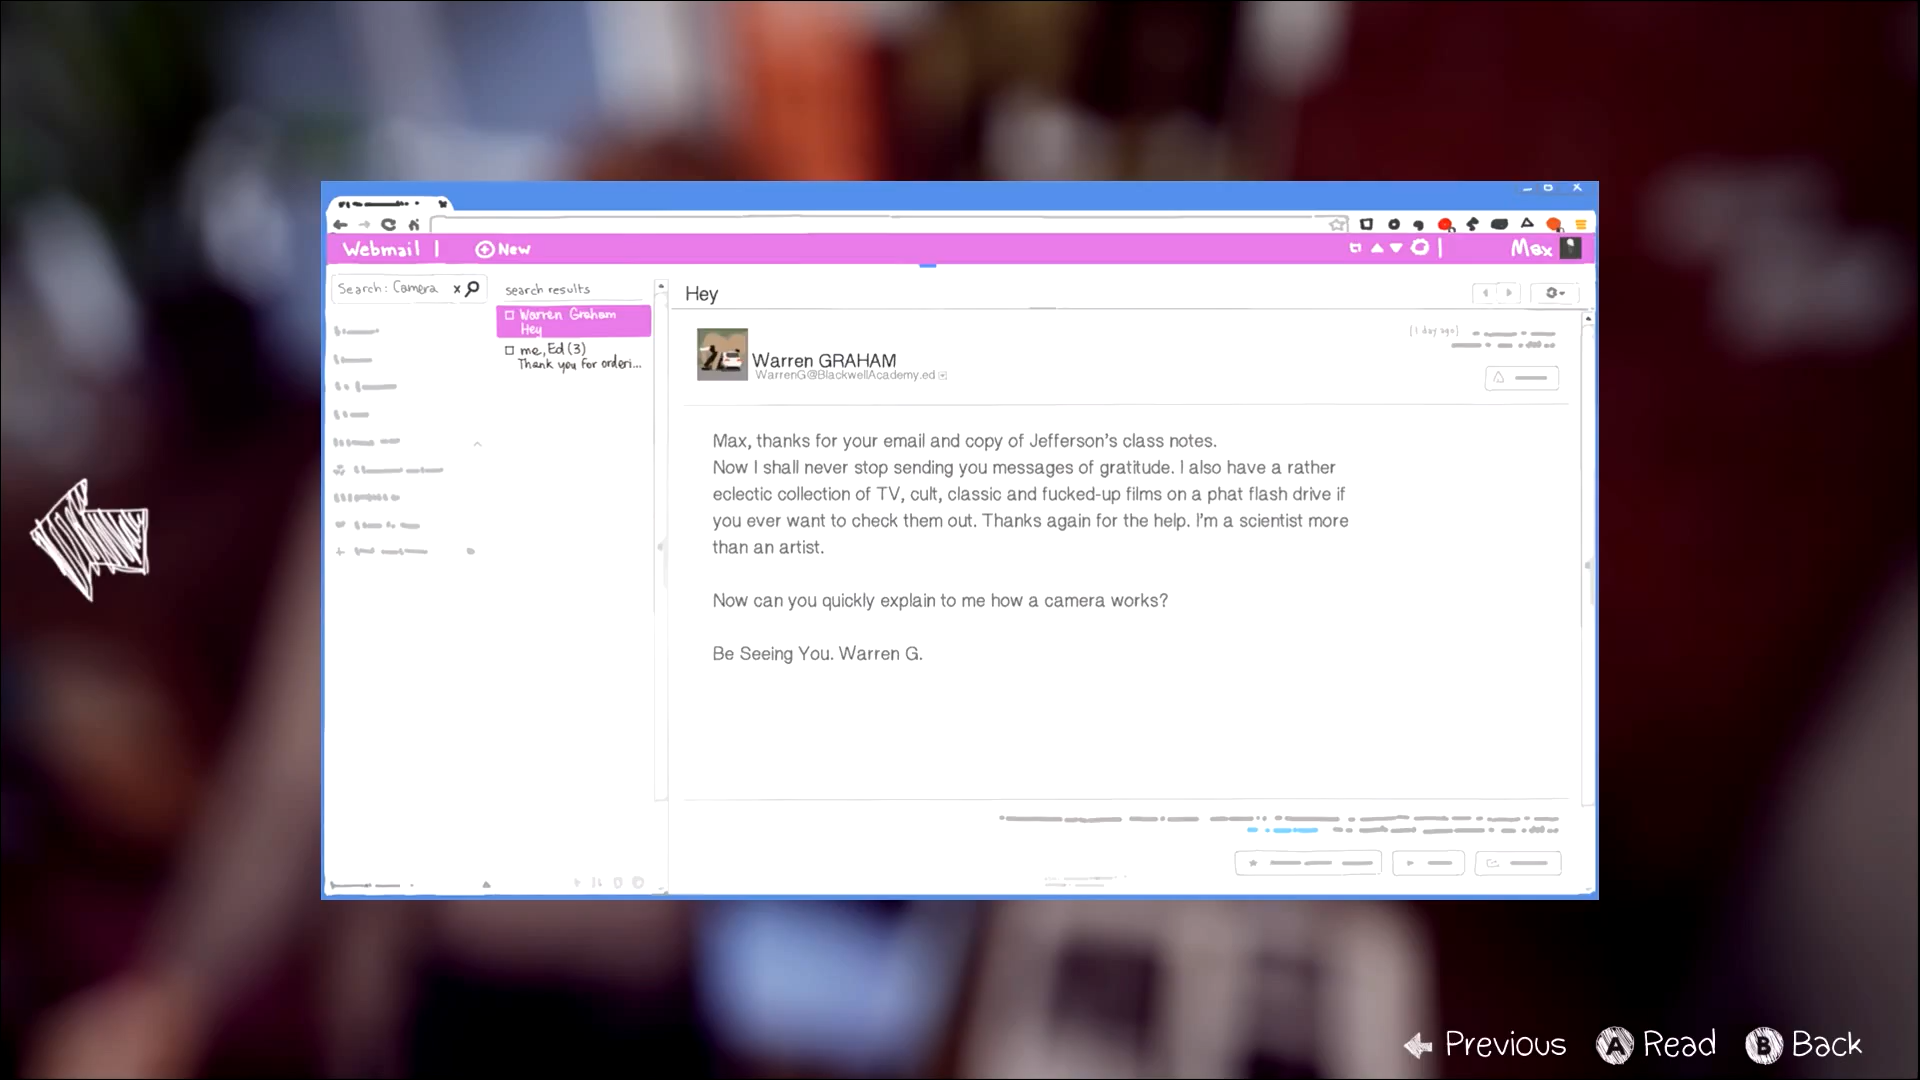 Webmail |
New
Max
Search: Camera x
search results
Warren Graham
Hey
me, Ed (3)
Thank you for orderi...
Hey
[1 day ago]
Warren GRAHAM
WarrenG@BlackwellAcademy.ed
Max, thanks for your email and copy of Jefferson's class notes.
Now I shall never stop sending you messages of gratitude. I also have a rather
eclectic collection of TV, cult, classic and fucked-up films on a phat flash drive if
you ever want to check them out. Thanks again for the help. I'm a scientist more
than an artist.
Now can you quickly explain to me how a camera works?
Be Seeing You. Warren G.
Previous
A Read
B Back